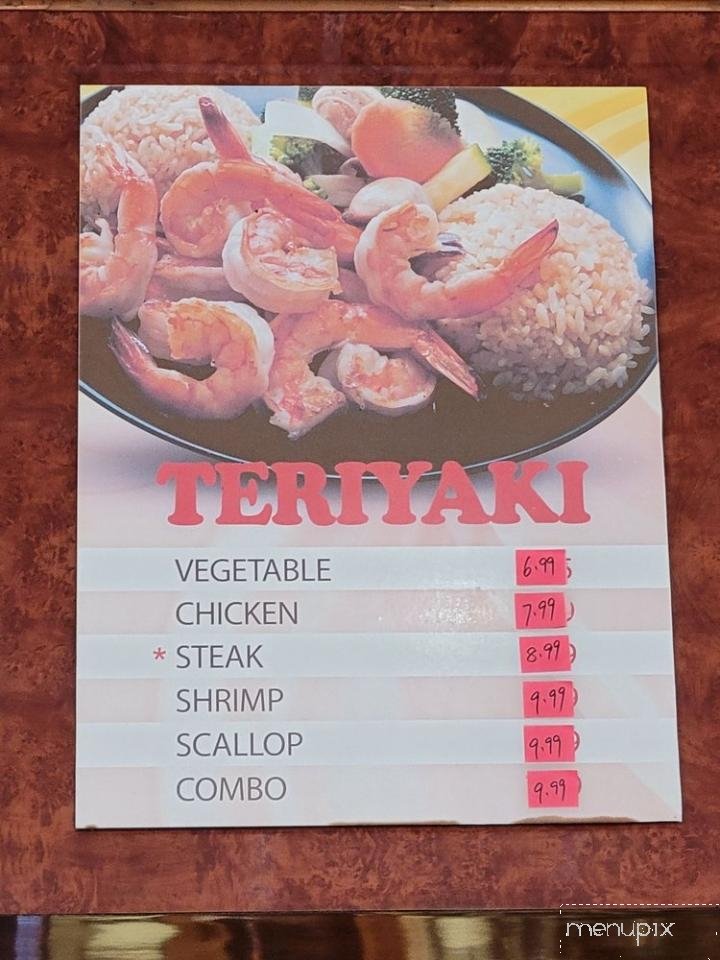 TERIYAKI
VEGETABLE 6.99
CHICKEN 7.99
* STEAK 8.99
SHRIMP 9.99
SCALLOP 9.99
COMBO 9.99
menupix